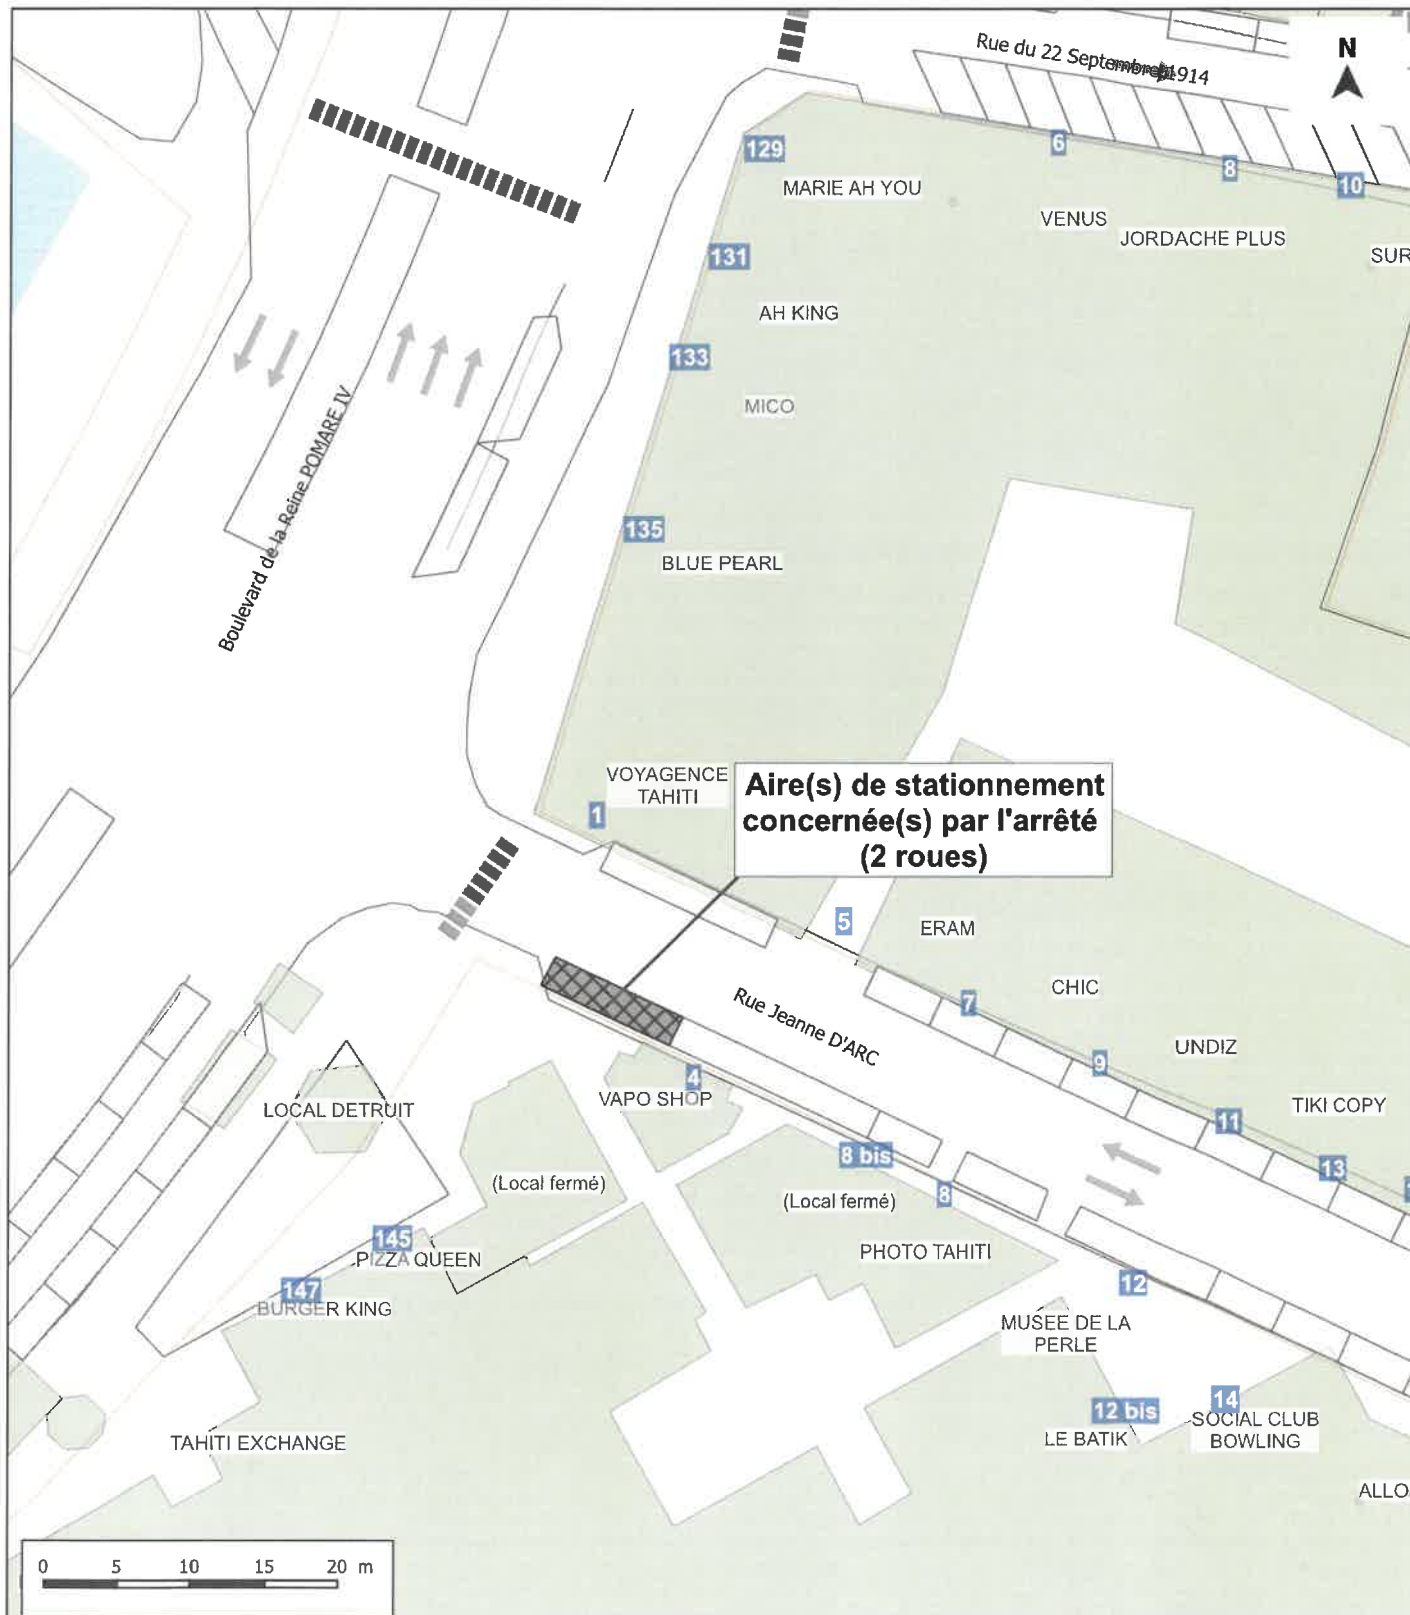 Rue du 22 Septembre 1914
N
129
MARIE AH YOU
6
8
10
VENUS
JORDACHE PLUS
SUR
131
AH KING
133
MICO
Boulevard de la Reine POMARE IV
135
BLUE PEARL
VOYAGENCE
TAHITI
1
Aire(s) de stationnement
concernée(s) par l'arrêté
(2 roues)
5
ERAM
CHIC
7
Rue Jeanne D'ARC
UNDIZ
9
4
VAPO SHOP
LOCAL DETRUIT
TIKI COPY
11
8 bis
13
(Local fermé)
8
(Local fermé)
145
PIZZA QUEEN
PHOTO TAHITI
147
BURGER KING
12
MUSEE DE LA
PERLE
14
12 bis
SOCIAL CLUB
BOWLING
LE BATIK
TAHITI EXCHANGE
ALLO
0 5 10 15 20 m